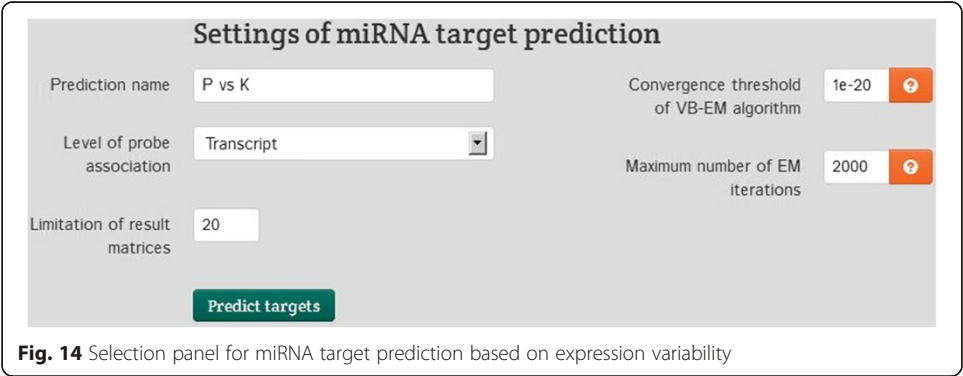 Settings of miRNA target prediction
Prediction name
P vs K
Convergence threshold
of VB-EM algorithm
1e-20
?
Level of probe
association
Transcript
Maximum number of EM
iterations
2000
?
Limitation of result
matrices
20
Predict targets
Fig. 14 Selection panel for miRNA target prediction based on expression variability